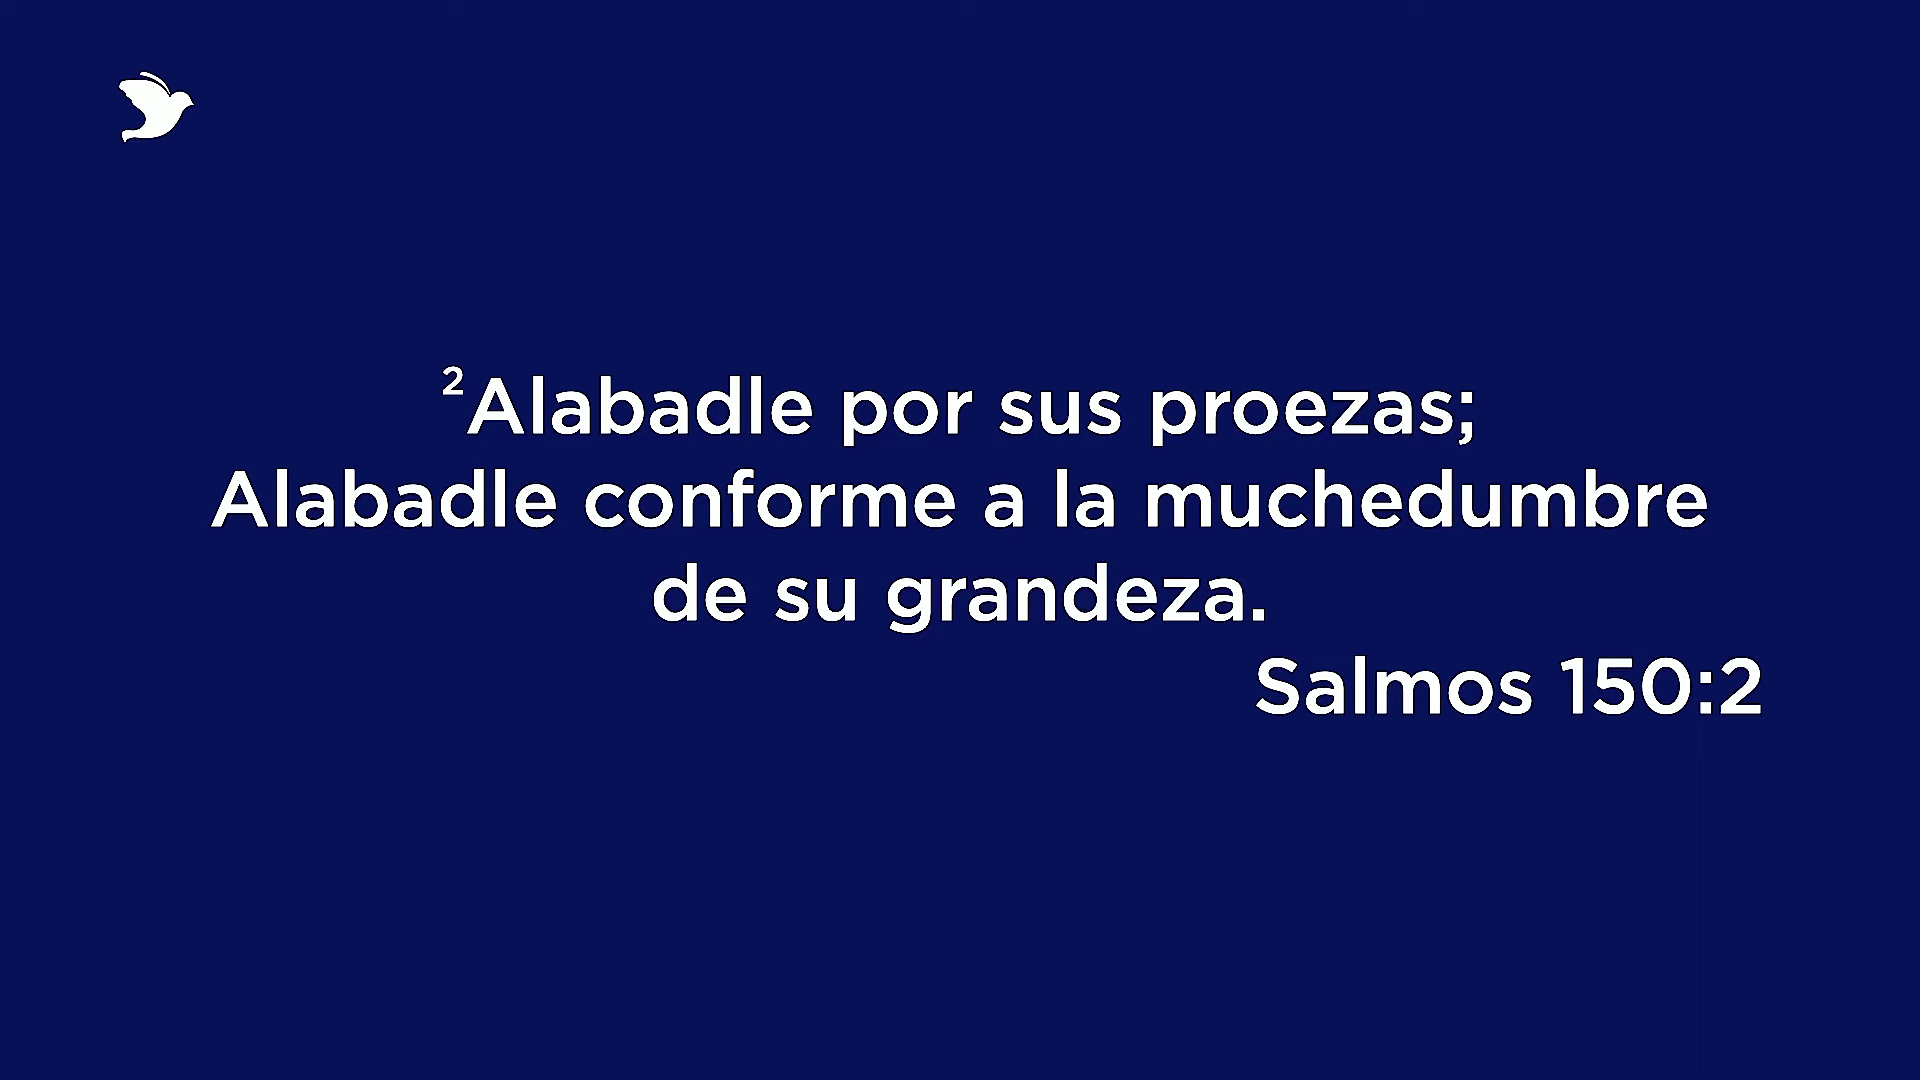 ²Alabadle por sus proezas;
Alabadle conforme a la muchedumbre
de su grandeza.
Salmos 150:2